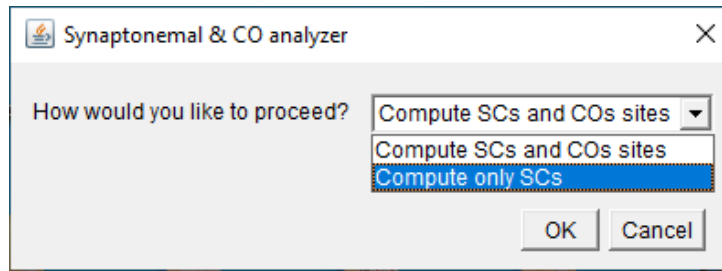 Synaptonemal & CO analyzer
How would you like to proceed? Compute SCs and COs sites
Compute SCs and COs sites
Compute only SCs
OK Cancel